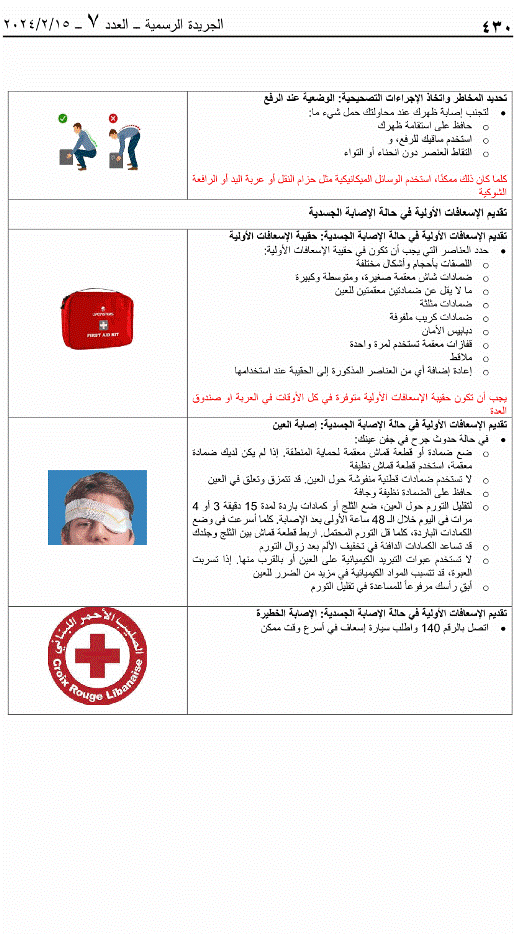 ٤٣٠
الجريدة الرسمية ــ العدد ٧ ــ ٢٠٢٤/٢/١٥
تحديد المخاطر واتخاذ الإجراءات التصحيحية: الوضعية عند الرفع
• لتجنب إصابة ظهرك عند محاولتك حمل شيء ما:
o حافظ على استقامة ظهرك
o استخدم ساقيك للرفع، و
o التقاط العنصر دون انحناء أو التواء
كلما كان ذلك ممكنًا، استخدم الوسائل الميكانيكية مثل حزام النقل أو عربة اليد أو الرافعة
الشوكية
تقديم الإسعافات الأولية في حالة الإصابة الجسدية
تقديم الإسعافات الأولية في حالة الإصابة الجسدية: حقيبة الإسعافات الأولية
• حدد العناصر التي يجب أن تكون في حقيبة الإسعافات الأولية:
o اللصقات بأحجام وأشكال مختلفة
o ضمادات شاش معقمة صغيرة، ومتوسطة وكبيرة
o ما لا يقل عن ضمادتين معقمتين للعين
o ضمادات مثلثة
o ضمادات كريب ملفوفة
o دبابيس الأمان
o قفازات معقمة تستخدم لمرة واحدة
o ملاقط
o إعادة إضافة أي من العناصر المذكورة إلى الحقيبة عند استخدامها
يجب أن تكون حقيبة الإسعافات الأولية متوفرة في كل الأوقات في العربة او صندوق
العدة
FIRST AID KIT
تقديم الإسعافات الأولية في حالة الإصابة الجسدية: إصابة العين
• في حالة حدوث جرح في جفن عينك:
o ضع ضمادة أو قطعة قماش معقمة لحماية المنطقة. إذا لم يكن لديك ضمادة
معقمة، استخدم قطعة قماش نظيفة
o لا تستخدم ضمادات قطنية منفوشة حول العين. قد تتمزق وتعلق في العين
o حافظ على الضمادة نظيفة وجافة
o لتقليل التورم حول العين، ضع الثلج أو كمادات باردة لمدة 15 دقيقة 3 أو 4
مرات في اليوم خلال الـ 48 ساعة الأولى بعد الإصابة. كلما أسرعت في وضع
الكمادات الباردة، كلما قل التورم المحتمل. اربط قطعة قماش بين الثلج وجلدك
o قد تساعد الكمادات الدافئة في تخفيف الألم بعد زوال التورم
o لا تستخدم عبوات التبريد الكيميائية على العين أو بالقرب منها. إذا تسربت
العبوة، قد تتسبب المواد الكيميائية في مزيد من الضرر للعين
o أبق رأسك مرفوعاً للمساعدة في تقليل التورم
تقديم الإسعافات الأولية في حالة الإصابة الجسدية: الإصابة الخطيرة
• اتصل بالرقم 140 واطلب سيارة إسعاف في أسرع وقت ممكن
الصليب الأحمر اللبناني
Croix Rouge Libanaise